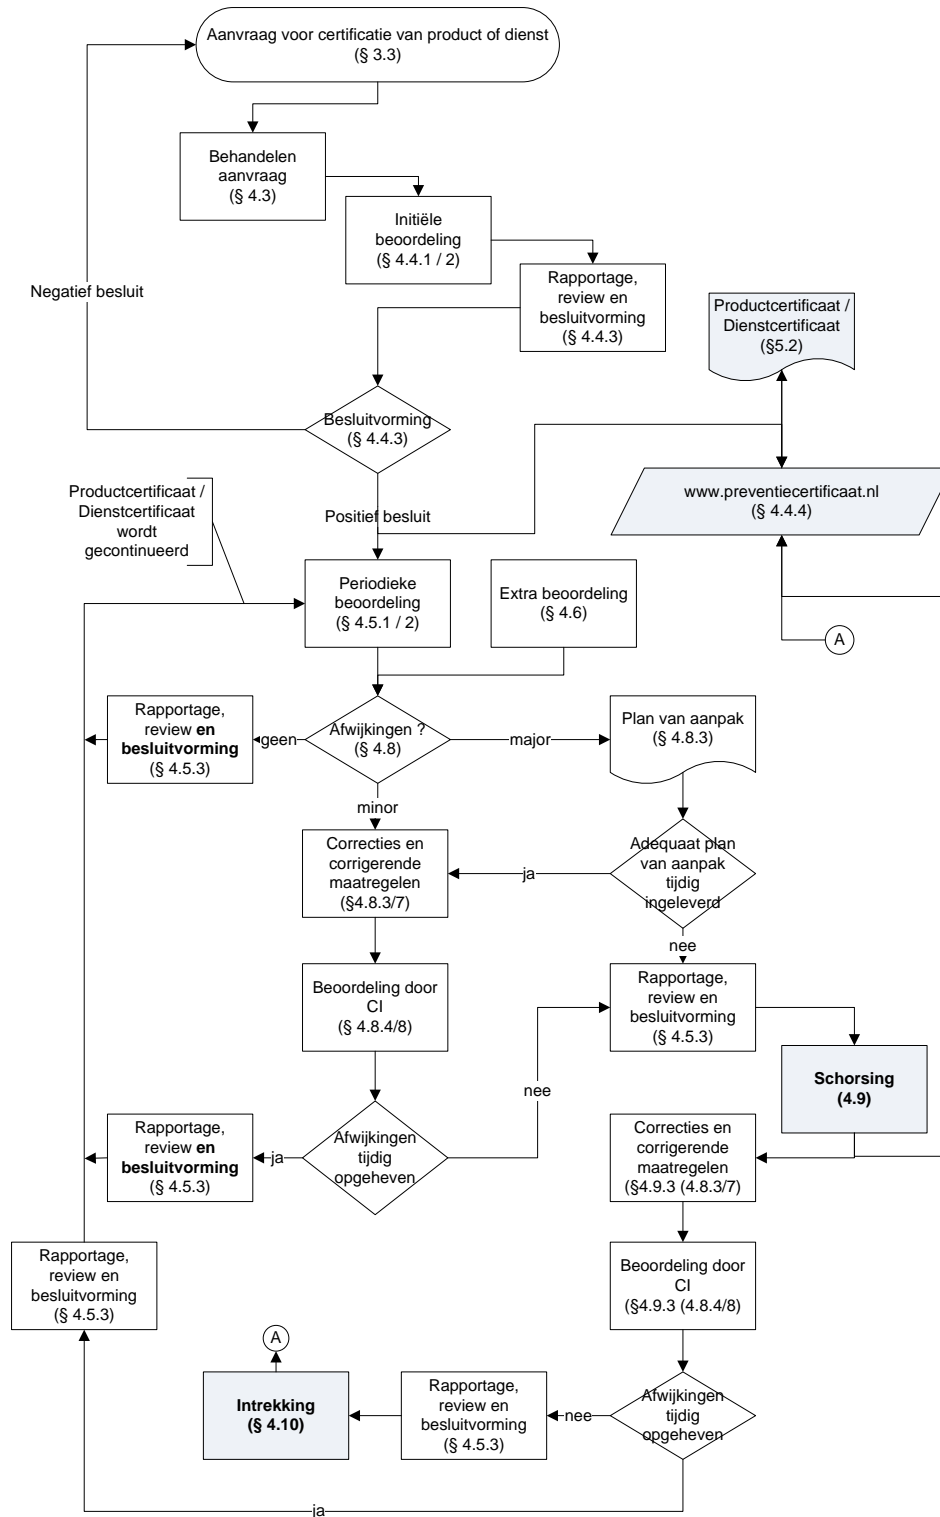 Aanvraag voor certificatie van product of dienst
(§ 3.3)
Behandelen
aanvraag
(§ 4.3)
Initiële
beoordeling
(§ 4.4.1 / 2)
Rapportage,
review en
besluitvorming
(§ 4.4.3)
Negatief besluit
Productcertificaat /
Dienstcertificaat
(§5.2)
Besluitvorming
(§ 4.4.3)
www.preventiecertificaat.nl
(§ 4.4.4)
Productcertificaat /
Dienstcertificaat
wordt
gecontinueerd
Positief besluit
Periodieke
beoordeling
(§ 4.5.1 / 2)
Extra beoordeling
(§ 4.6)
A
Rapportage,
review en
besluitvorming
(§ 4.5.3)
geen
Afwijkingen ?
(§ 4.8)
major
Plan van aanpak
(§ 4.8.3)
minor
Correcties en
corrigerende
maatregelen
(§4.8.3/7)
ja
Adequaat plan
van aanpak
tijdig
ingeleverd
nee
Beoordeling door
CI
(§ 4.8.4/8)
Rapportage,
review en
besluitvorming
(§ 4.5.3)
Schorsing
(4.9)
nee
Rapportage,
review en
besluitvorming
(§ 4.5.3)
ja
Afwijkingen
tijdig
opgeheven
Correcties en
corrigerende
maatregelen
(§4.9.3 (4.8.3/7)
Rapportage,
review en
besluitvorming
(§ 4.5.3)
Beoordeling door
CI
(§4.9.3 (4.8.4/8)
A
Intrekking
(§ 4.10)
Rapportage,
review en
besluitvorming
(§ 4.5.3)
nee
Afwijkingen
tijdig
opgeheven
ja